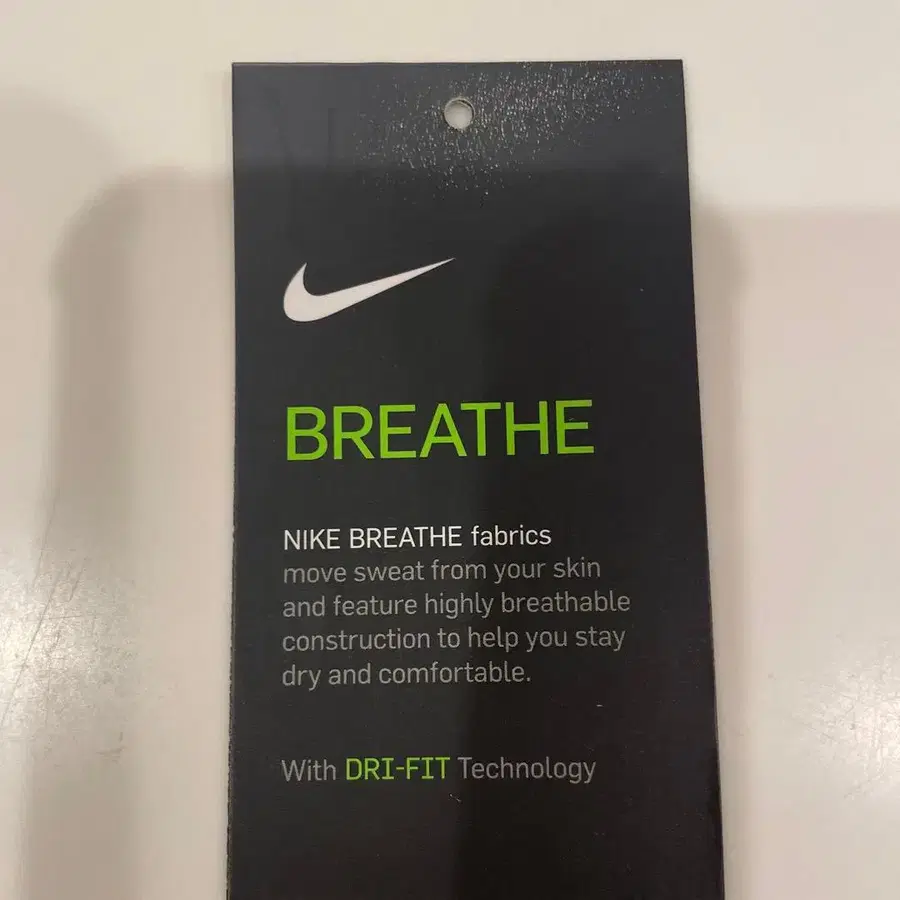 BREATHE
NIKE BREATHE fabrics
move sweat from your skin
and feature highly breathable
construction to help you stay
dry and comfortable.
With DRI-FIT Technology